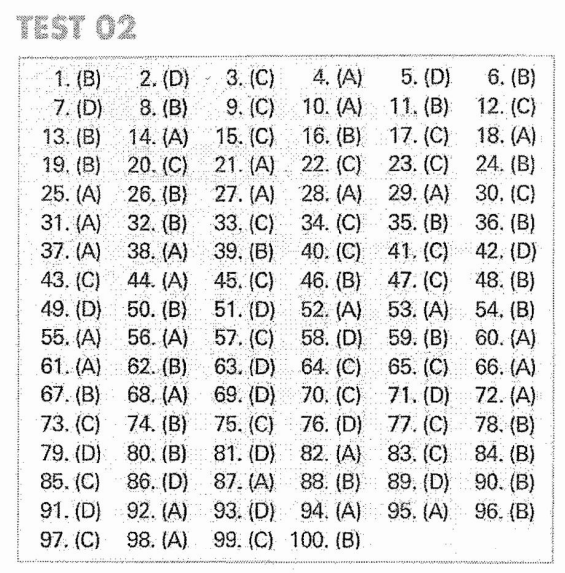 TEST 02
1. (B) 2. (D) 3. (C) 4. (A) 5. (D) 6. (B)
7. (D) 8. (B) 9. (C) 10. (A) 11. (B) 12. (C)
13. (B) 14. (A) 15. (C) 16. (B) 17. (C) 18. (A)
19. (B) 20. (C) 21. (A) 22. (C) 23. (C) 24. (B)
25. (A) 26. (B) 27. (A) 28. (A) 29. (A) 30. (C)
31. (A) 32. (B) 33. (C) 34. (C) 35. (B) 36. (B)
37. (A) 38. (A) 39. (B) 40. (C) 41. (C) 42. (D)
43. (C) 44. (A) 45. (C) 46. (B) 47. (C) 48. (B)
49. (D) 50. (B) 51. (D) 52. (A) 53. (A) 54. (B)
55. (A) 56. (A) 57. (C) 58. (D) 59. (B) 60. (A)
61. (A) 62. (B) 63. (D) 64. (C) 65. (C) 66. (A)
67. (B) 68. (A) 69. (D) 70. (C) 71. (D) 72. (A)
73. (C) 74. (B) 75. (C) 76. (D) 77. (C) 78. (B)
79. (D) 80. (B) 81. (D) 82. (A) 83. (C) 84. (B)
85. (C) 86. (D) 87. (A) 88. (B) 89. (D) 90. (B)
91. (D) 92. (A) 93. (D) 94. (A) 95. (A) 96. (B)
97. (C) 98. (A) 99. (C) 100. (B)